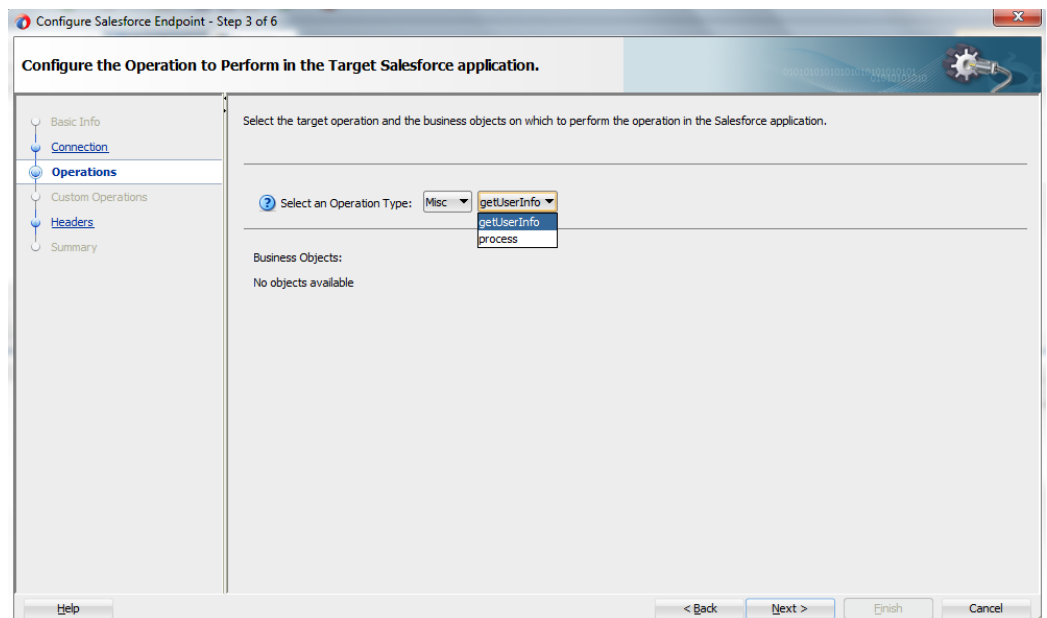 Configure Salesforce Endpoint - Step 3 of 6
Configure the Operation to Perform in the Target Salesforce application.
Basic Info
Connection
Operations
Custom Operations
Headers
Summary
Select the target operation and the business objects on which to perform the operation in the Salesforce application.
Select an Operation Type: Misc getUserInfo
getUserInfo
process
Business Objects:
No objects available
Help
< Back
Next >
Finish
Cancel